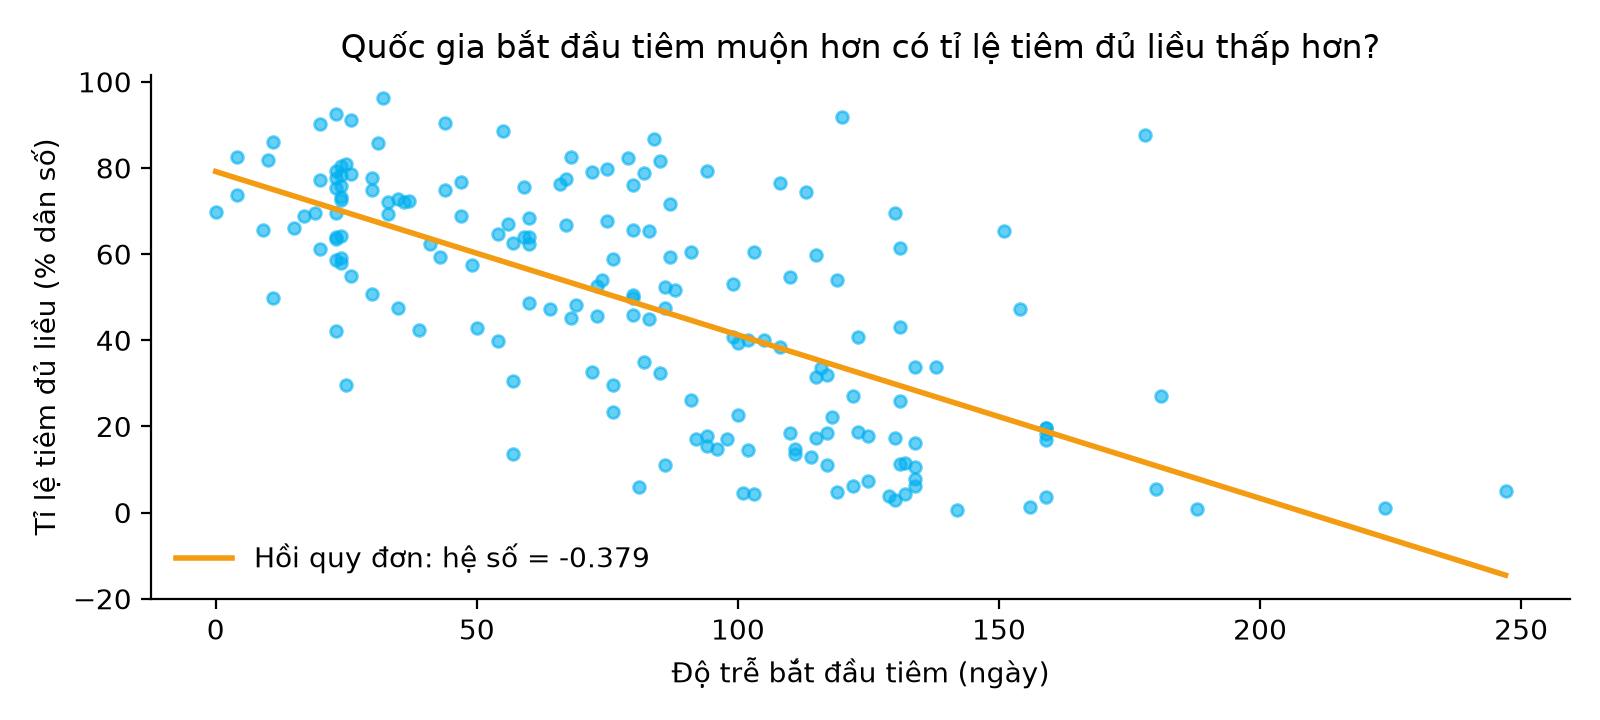 Quốc gia bắt đầu tiêm muộn hơn có tỉ lệ tiêm đủ liều thấp hơn?
Tỉ lệ tiêm đủ liều (% dân số)
100
80
60
40
20
0
−20
Hồi quy đơn: hệ số = -0.379
0 50 100 150 200 250
Độ trễ bắt đầu tiêm (ngày)